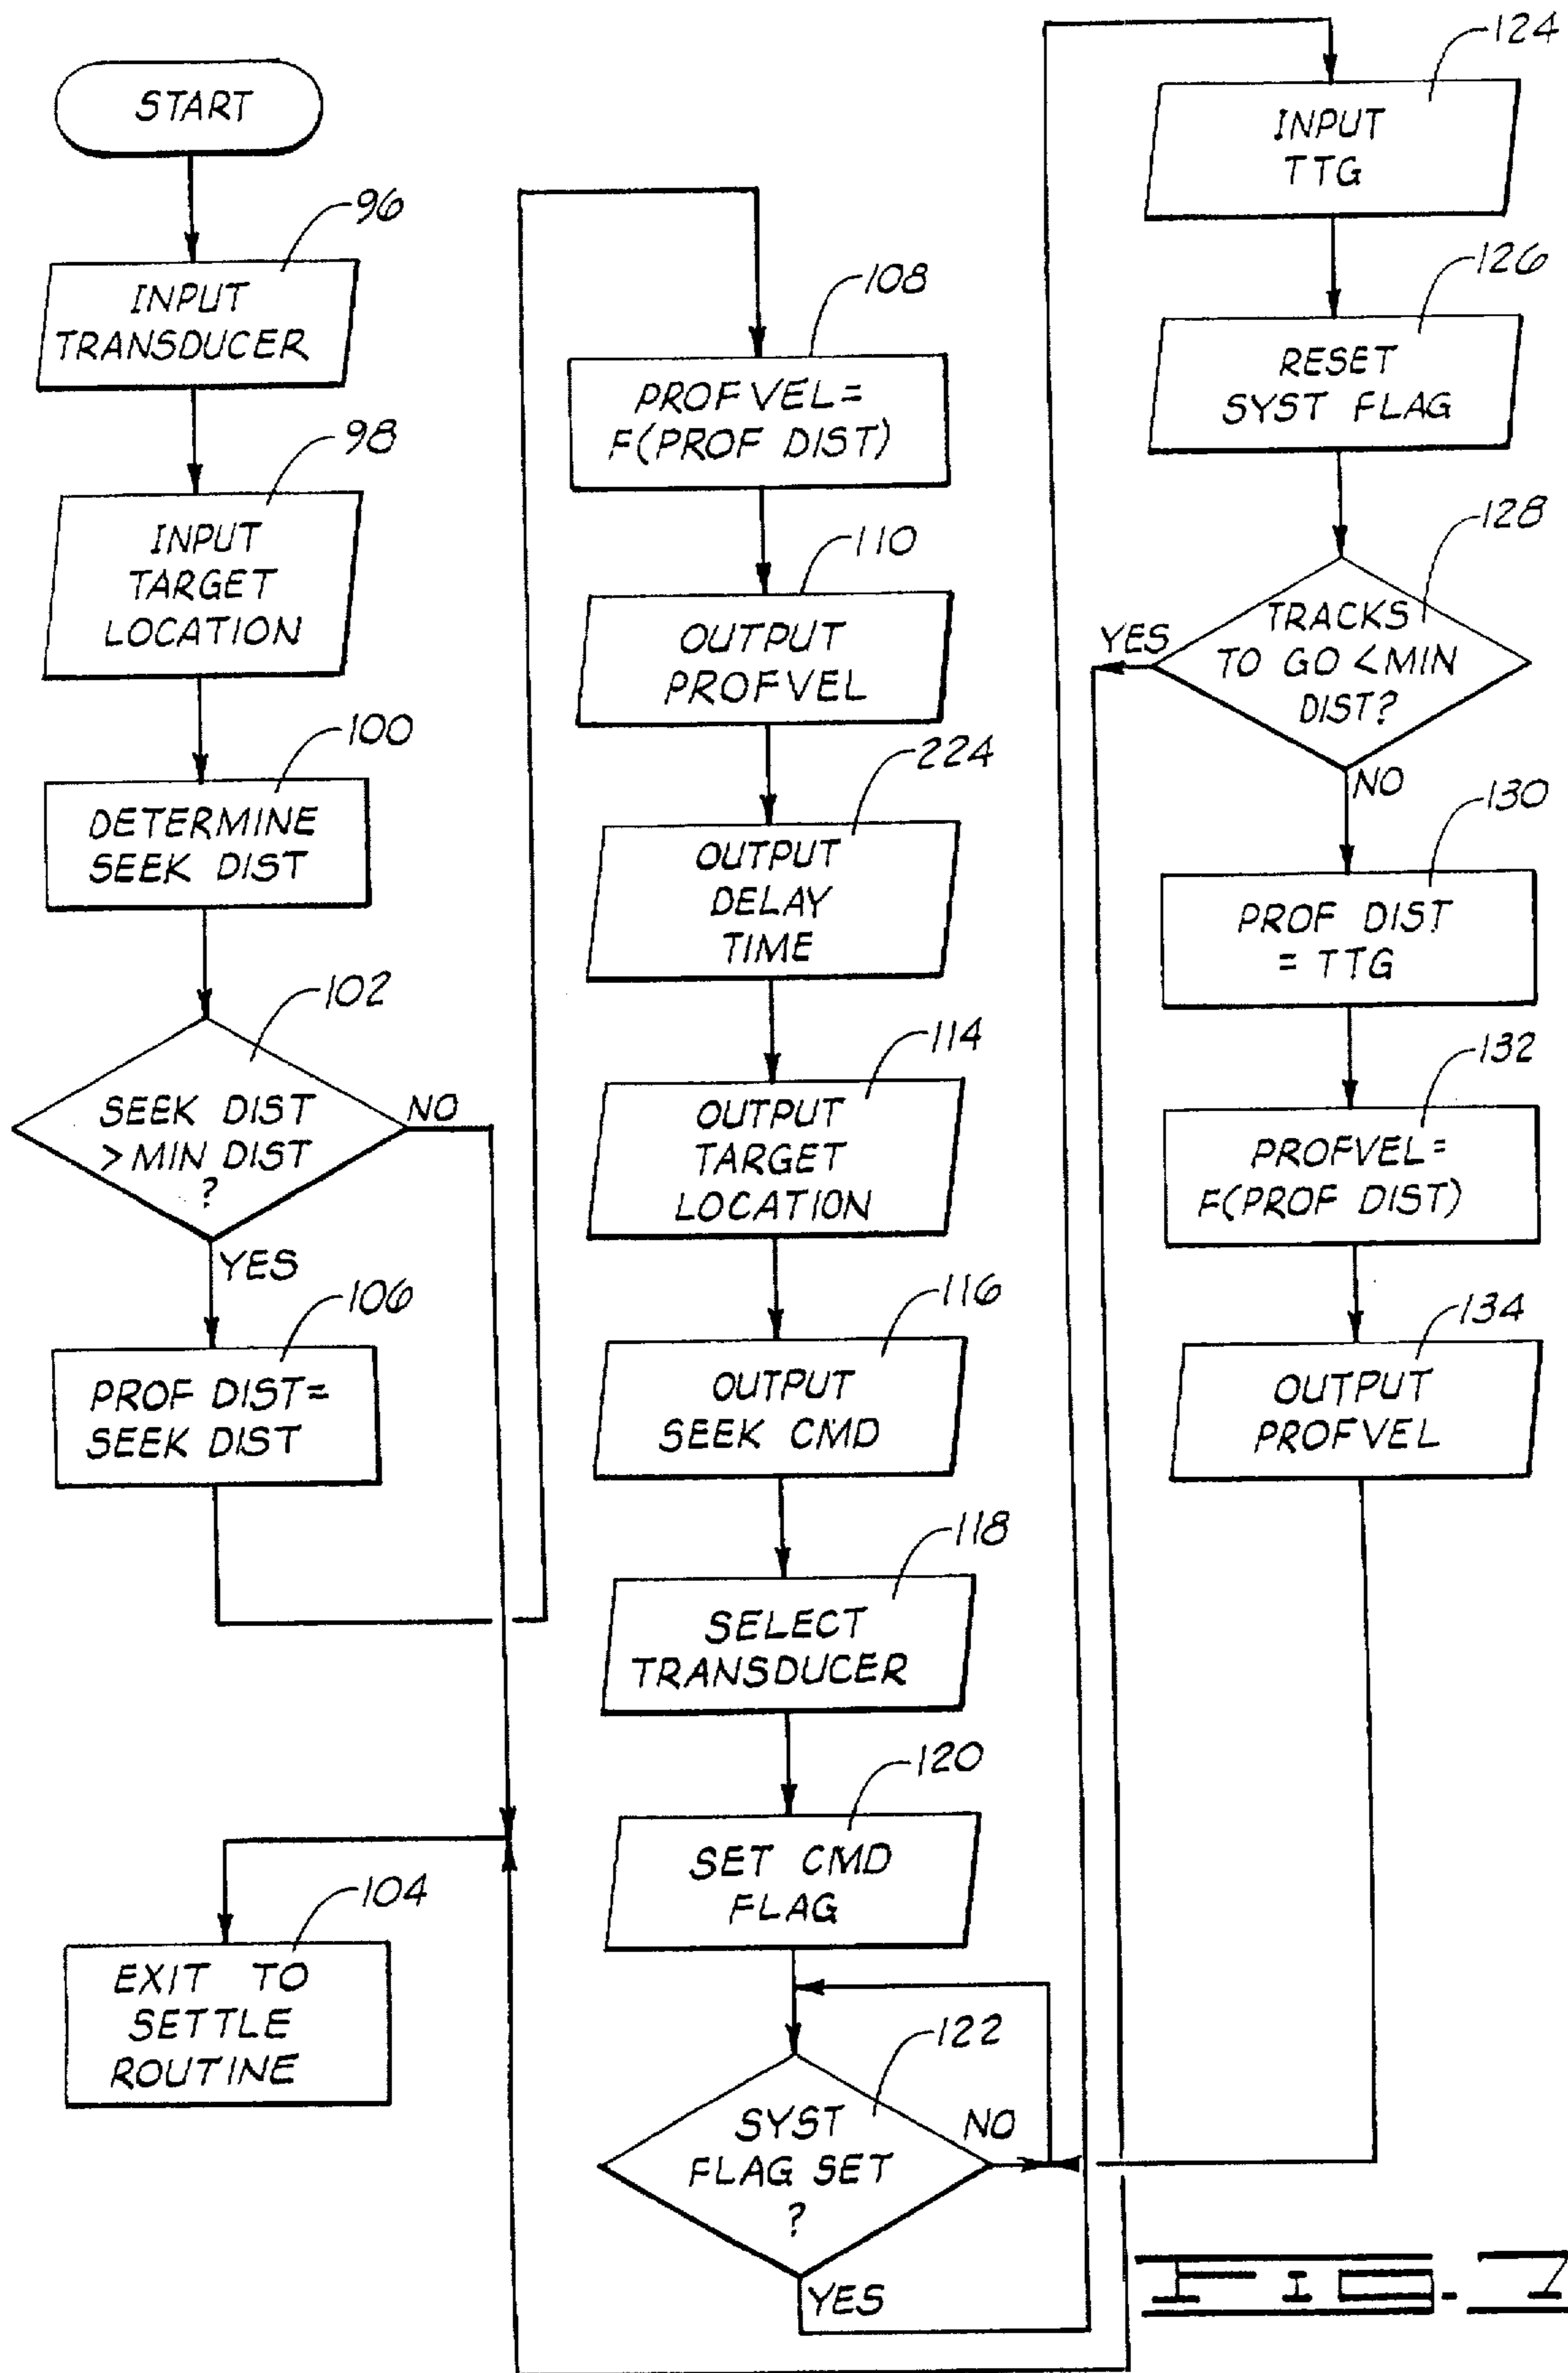 START
96
INPUT
TRANSDUCER
98
INPUT
TARGET
LOCATION
100
DETERMINE
SEEK DIST
102
SEEK DIST
> MIN DIST
?
NO
YES
106
PROF DIST=
SEEK DIST
104
EXIT TO
SETTLE
ROUTINE
108
PROFVEL=
F(PROF DIST)
110
OUTPUT
PROFVEL
224
OUTPUT
DELAY
TIME
114
OUTPUT
TARGET
LOCATION
116
OUTPUT
SEEK CMD
118
SELECT
TRANSDUCER
120
SET CMD
FLAG
122
SYST
FLAG SET
?
NO
YES
124
INPUT
TTG
126
RESET
SYST FLAG
128
TRACKS
TO GO <MIN
DIST?
YES
NO
130
PROF DIST
= TTG
132
PROFVEL=
F(PROF DIST)
134
OUTPUT
PROFVEL
FIG. 7